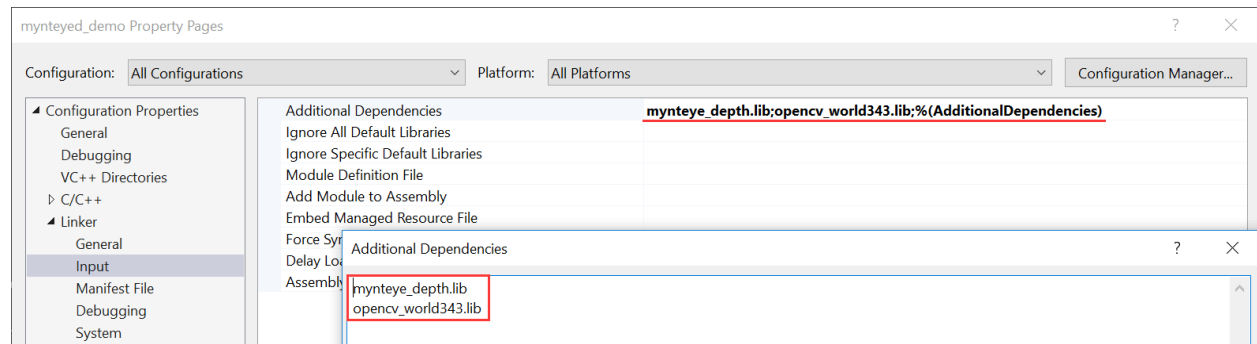 mynteyed_demo Property Pages ? ×
Configuration: All Configurations Platform: All Platforms Configuration Manager...
Configuration Properties
General
Debugging
VC++ Directories
C/C++
Linker
General
Input
Manifest File
Debugging
System
Additional Dependencies mynteye_depth.lib;opencv_world343.lib;%(AdditionalDependencies)
Ignore All Default Libraries
Ignore Specific Default Libraries
Module Definition File
Add Module to Assembly
Embed Managed Resource File
Force Syr
Delay Loa
Assembly
Additional Dependencies ? ×
mynteye_depth.lib
opencv_world343.lib